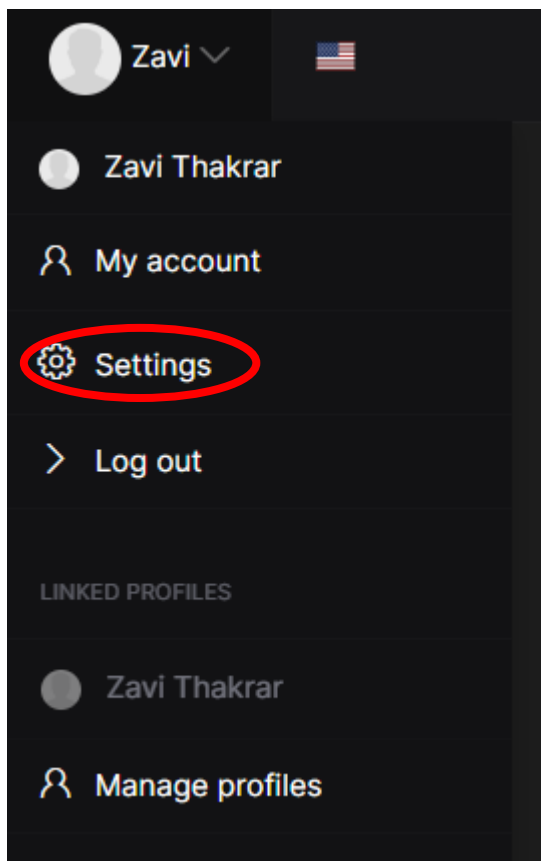 Zavi
Zavi Thakrar
My account
Settings
Log out
LINKED PROFILES
Zavi Thakrar
Manage profiles